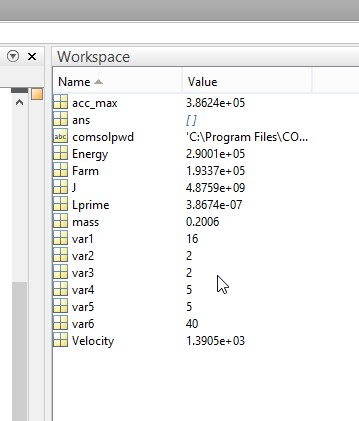 Workspace
Name Value
acc_max 3.8624e+05
ans []
abc comsolpwd 'C:\Program Files\CO...
Energy 2.9001e+05
Farm 1.9337e+05
J 4.8759e+09
Lprime 3.8674e-07
mass 0.2006
var1 16
var2 2
var3 2
var4 5
var5 5
var6 40
Velocity 1.3905e+03